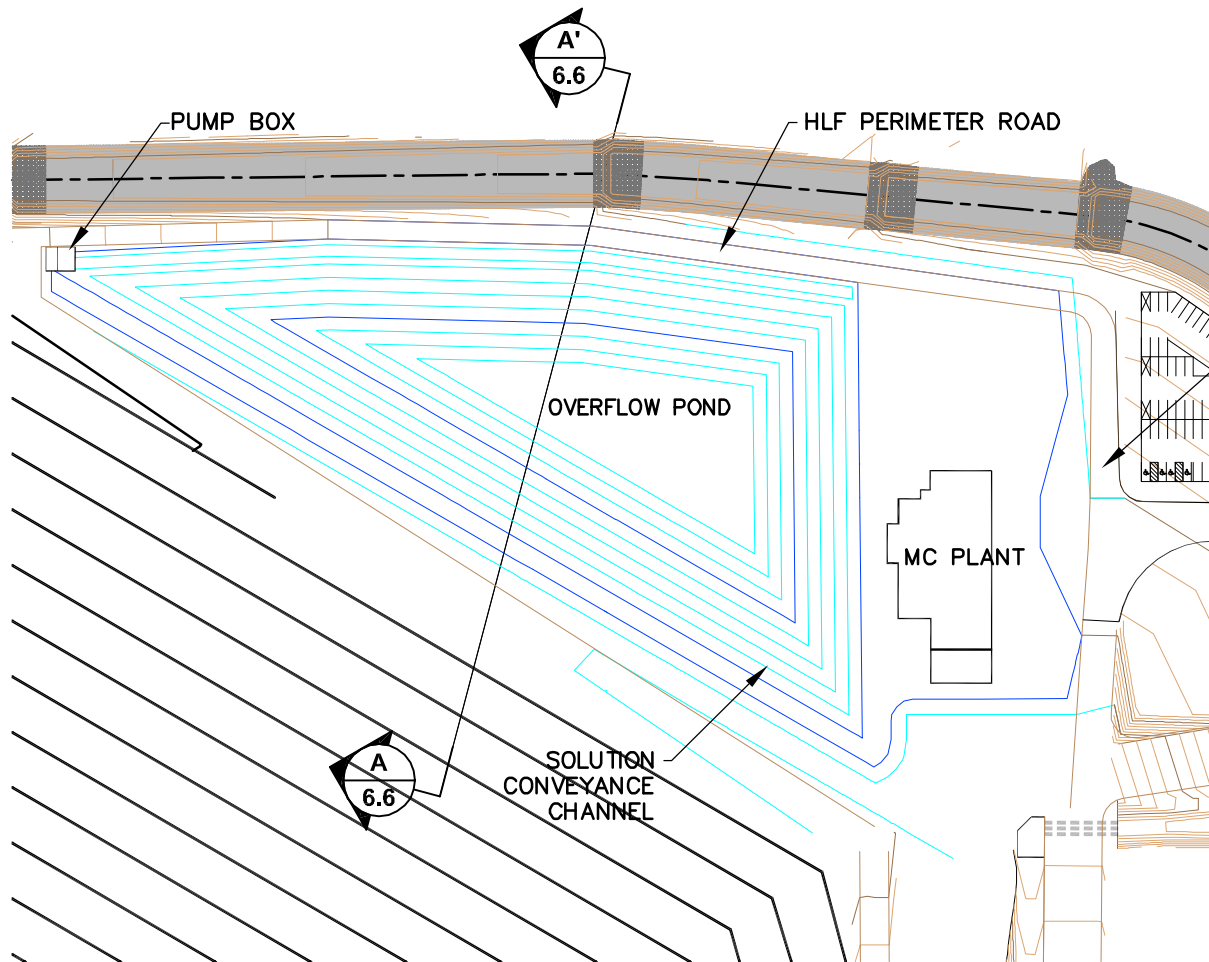 A'
6.6
PUMP BOX
HLF PERIMETER ROAD
OVERFLOW POND
MC PLANT
SOLUTION
CONVEYANCE
CHANNEL
A
6.6